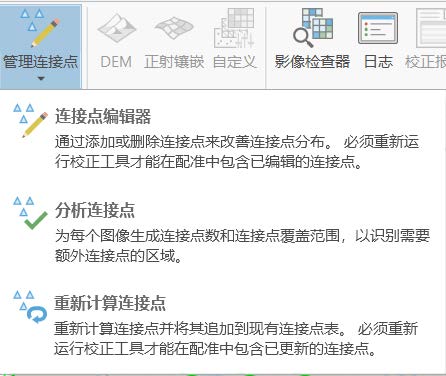 管理连接点
DEM
正射镶嵌
自定义
影像检查器
日志
校正报
连接点编辑器
通过添加或删除连接点来改善连接点分布。 必须重新运
行校正工具才能在配准中包含已编辑的连接点。
分析连接点
为每个图像生成连接点数和连接点覆盖范围，以识别需要
额外连接点的区域。
重新计算连接点
重新计算连接点并将其追加到现有连接点表。 必须重新
运行校正工具才能在配准中包含已更新的连接点。